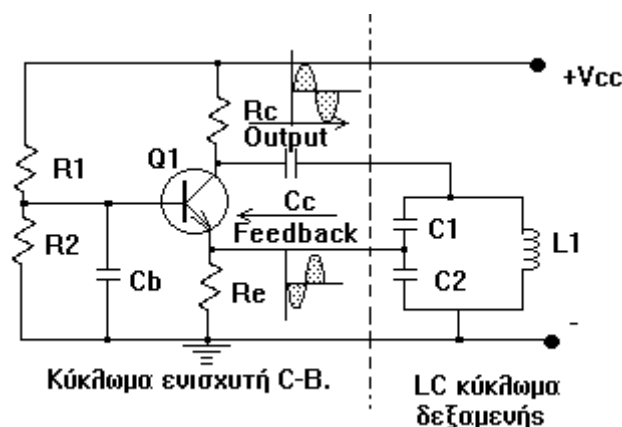 +Vcc
Rc
Output
R1
Q1
Cc
C1
L1
R2
Feedback
C2
Cb
Re
-
Κύκλωμα ενισχυτή C-B.
LC κύκλωμα
δεξαμενής